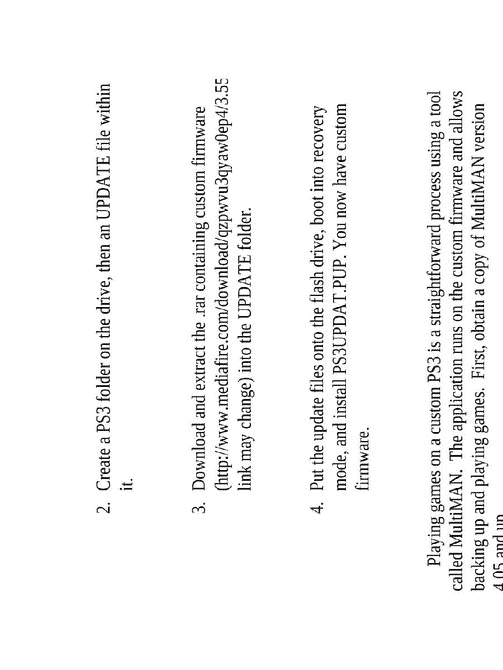 2. Create a PS3 folder on the drive, then an UPDATE file within
it.
3. Download and extract the .rar containing custom firmware
(http://www.mediafire.com/download/qzpwvu3qyaw0ep4/3.55
link may change) into the UPDATE folder.
4. Put the update files onto the flash drive, boot into recovery
mode, and install PS3UPDAT.PUP. You now have custom
firmware.
Playing games on a custom PS3 is a straightforward process using a tool
called MultiMAN. The application runs on the custom firmware and allows
backing up and playing games. First, obtain a copy of MultiMAN version
4.05 and up